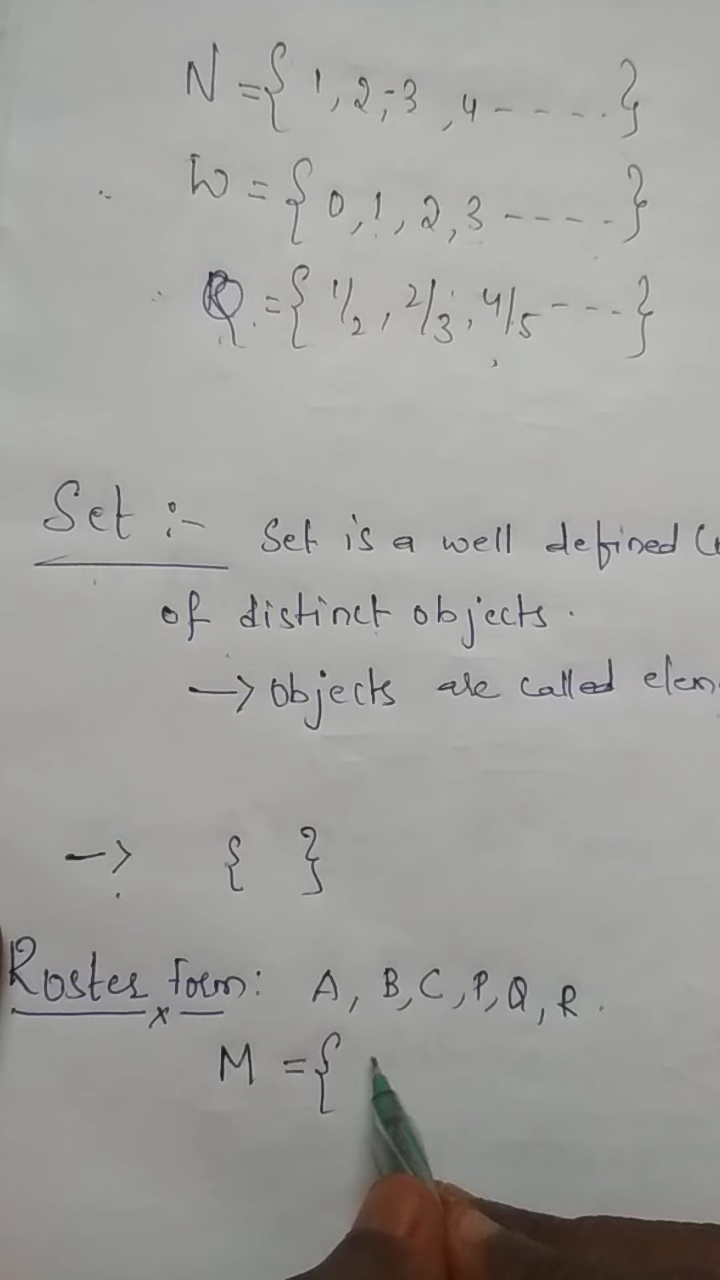 N = { 1, 2, 3, 4 - - - - . }
W = { 0, 1, 2, 3 - - - - . }
Q = { 1/2, 2/3, 4/5 - - - }
Set :- Set is a well defined
of distinct objects.
→ objects are called
→ { }
Roster form: A, B, C, P, Q, R.
M = {